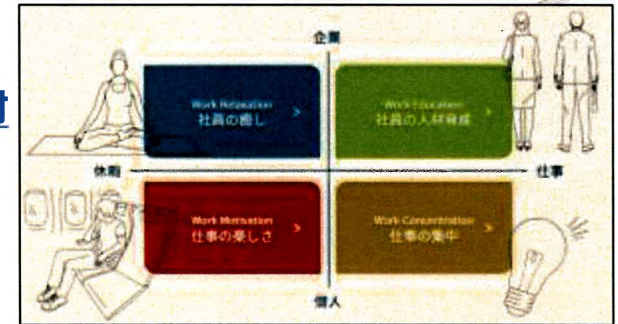 企業
Work Relaxation
社員の癒し
Work Education
社員の人材育成
休暇
仕事
Work Motivation
仕事の楽しさ
Work Concentration
仕事の集中
個人